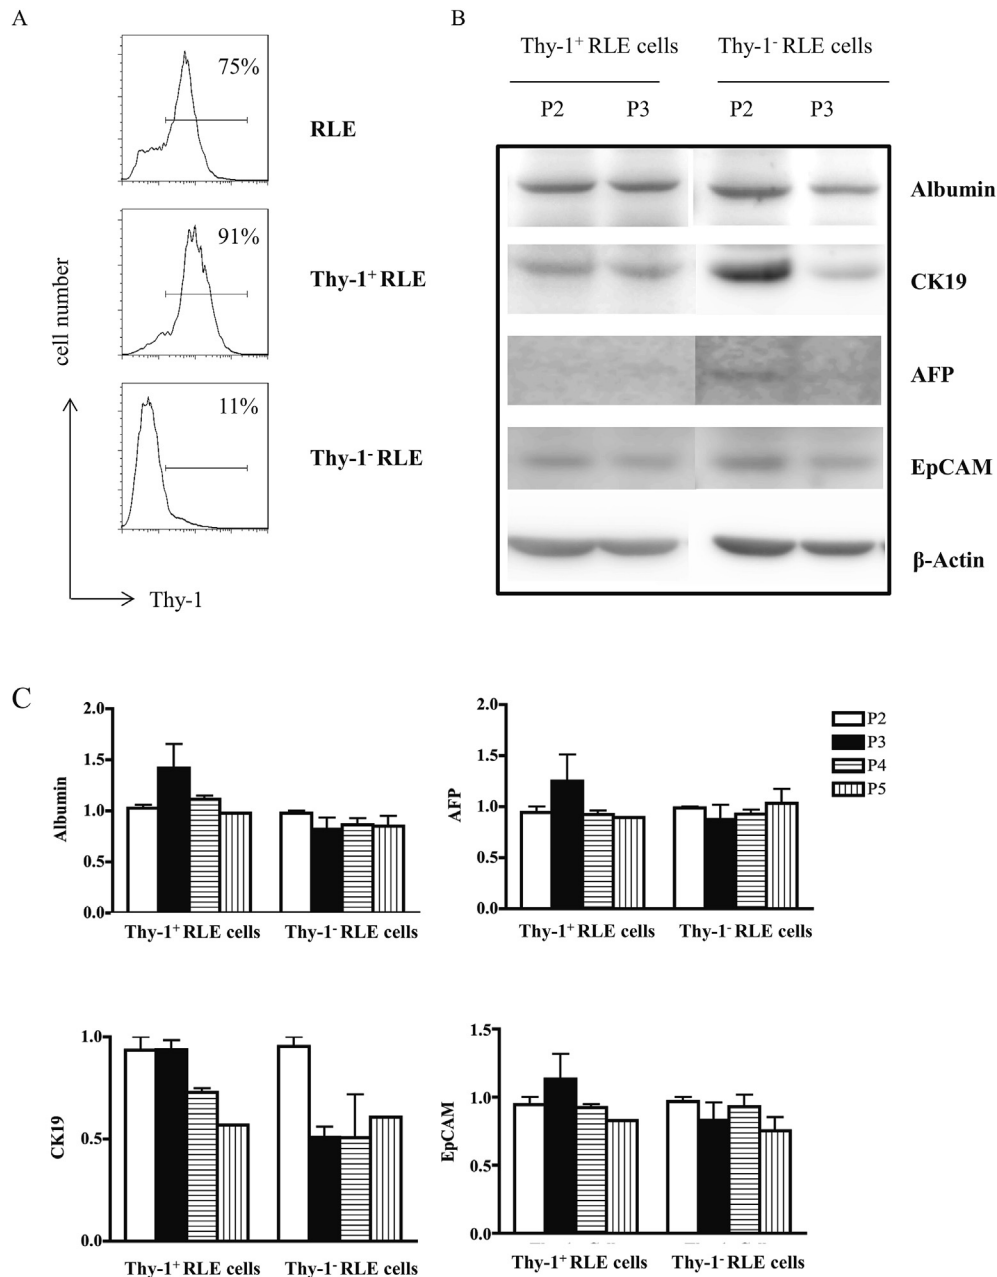 A
75%
RLE
91%
Thy-1⁺ RLE
11%
Thy-1⁻ RLE
cell number
Thy-1
B
Thy-1⁺ RLE cells Thy-1⁻ RLE cells
P2 P3 P2 P3
Albumin
CK19
AFP
EpCAM
β-Actin
C
Albumin
2.0
1.5
1.0
0.5
0.0
Thy-1⁺ RLE cells Thy-1⁻ RLE cells
AFP
2.0
1.5
1.0
0.5
0.0
Thy-1⁺ RLE cells Thy-1⁻ RLE cells
P2
P3
P4
P5
CK19
1.0
0.5
0.0
Thy-1⁺ RLE cells Thy-1⁻ RLE cells
EpCAM
1.5
1.0
0.5
0.0
Thy-1⁺ RLE cells Thy-1⁻ RLE cells